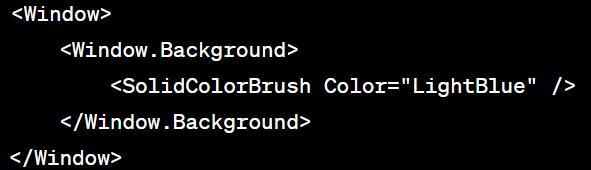 <Window>
    <Window.Background>
        <SolidColorBrush Color="LightBlue" />
    </Window.Background>
</Window>